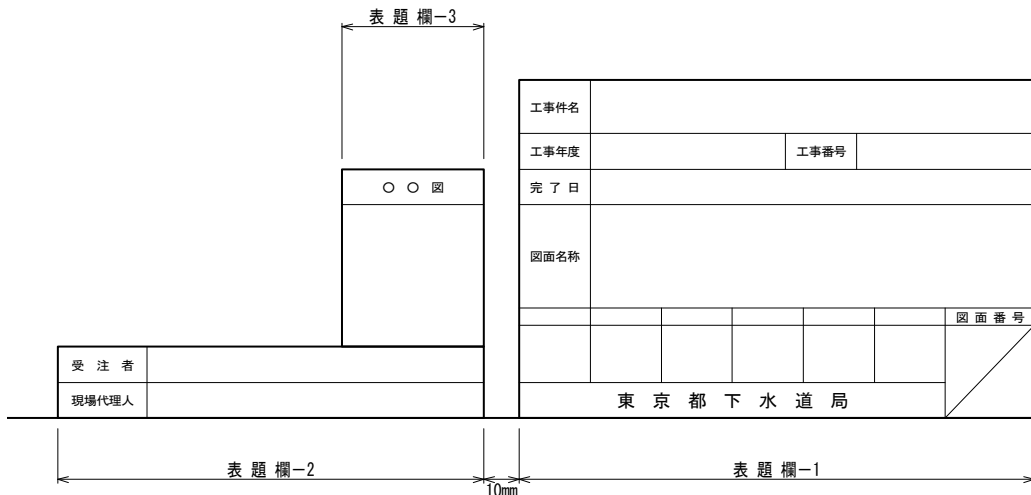 表 題 欄－3
工事件名
工事年度
工事番号
○ ○ 図
完 了 日
図面名称
図 面 番 号
受 注 者
現場代理人
東 京 都 下 水 道 局
表 題 欄－2
10mm
表 題 欄－1